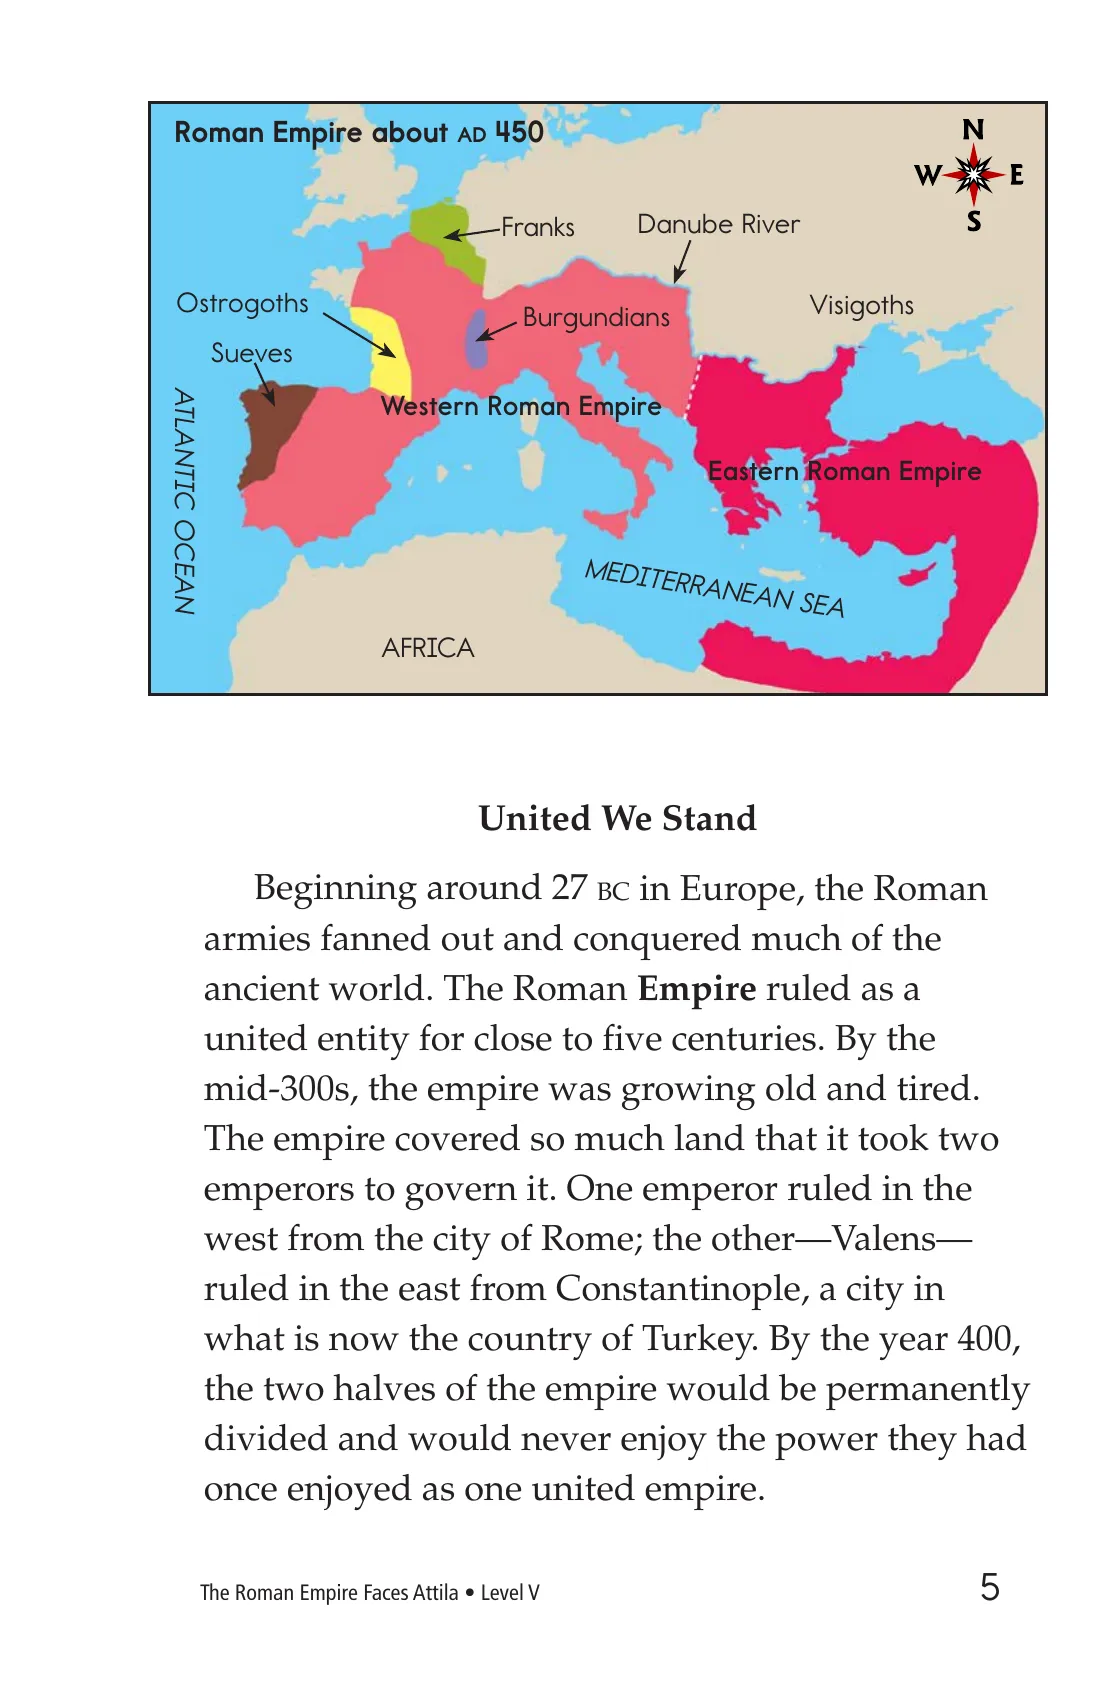 Roman Empire about AD 450
N
W E
S
Franks
Danube River
Ostrogoths
Burgundians
Visigoths
Sueves
ATLANTIC OCEAN
Western Roman Empire
Eastern Roman Empire
MEDITERRANEAN SEA
AFRICA
United We Stand
Beginning around 27 BC in Europe, the Roman
armies fanned out and conquered much of the
ancient world. The Roman Empire ruled as a
united entity for close to five centuries. By the
mid-300s, the empire was growing old and tired.
The empire covered so much land that it took two
emperors to govern it. One emperor ruled in the
west from the city of Rome; the other—Valens—
ruled in the east from Constantinople, a city in
what is now the country of Turkey. By the year 400,
the two halves of the empire would be permanently
divided and would never enjoy the power they had
once enjoyed as one united empire.
The Roman Empire Faces Attila • Level V
5